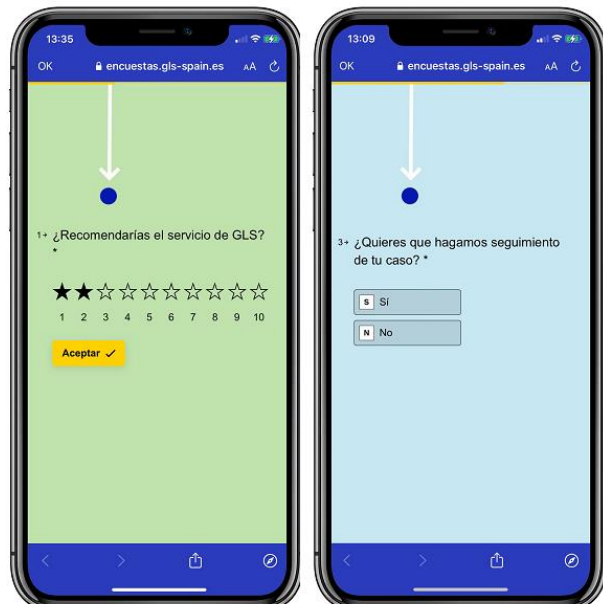 13:35
OK encuestas.gls-spain.es AA
1→ ¿Recomendarías el servicio de GLS?
*
1 2 3 4 5 6 7 8 9 10
Aceptar
13:09
OK encuestas.gls-spain.es AA
3→ ¿Quieres que hagamos seguimiento
de tu caso? *
S Sí
N No